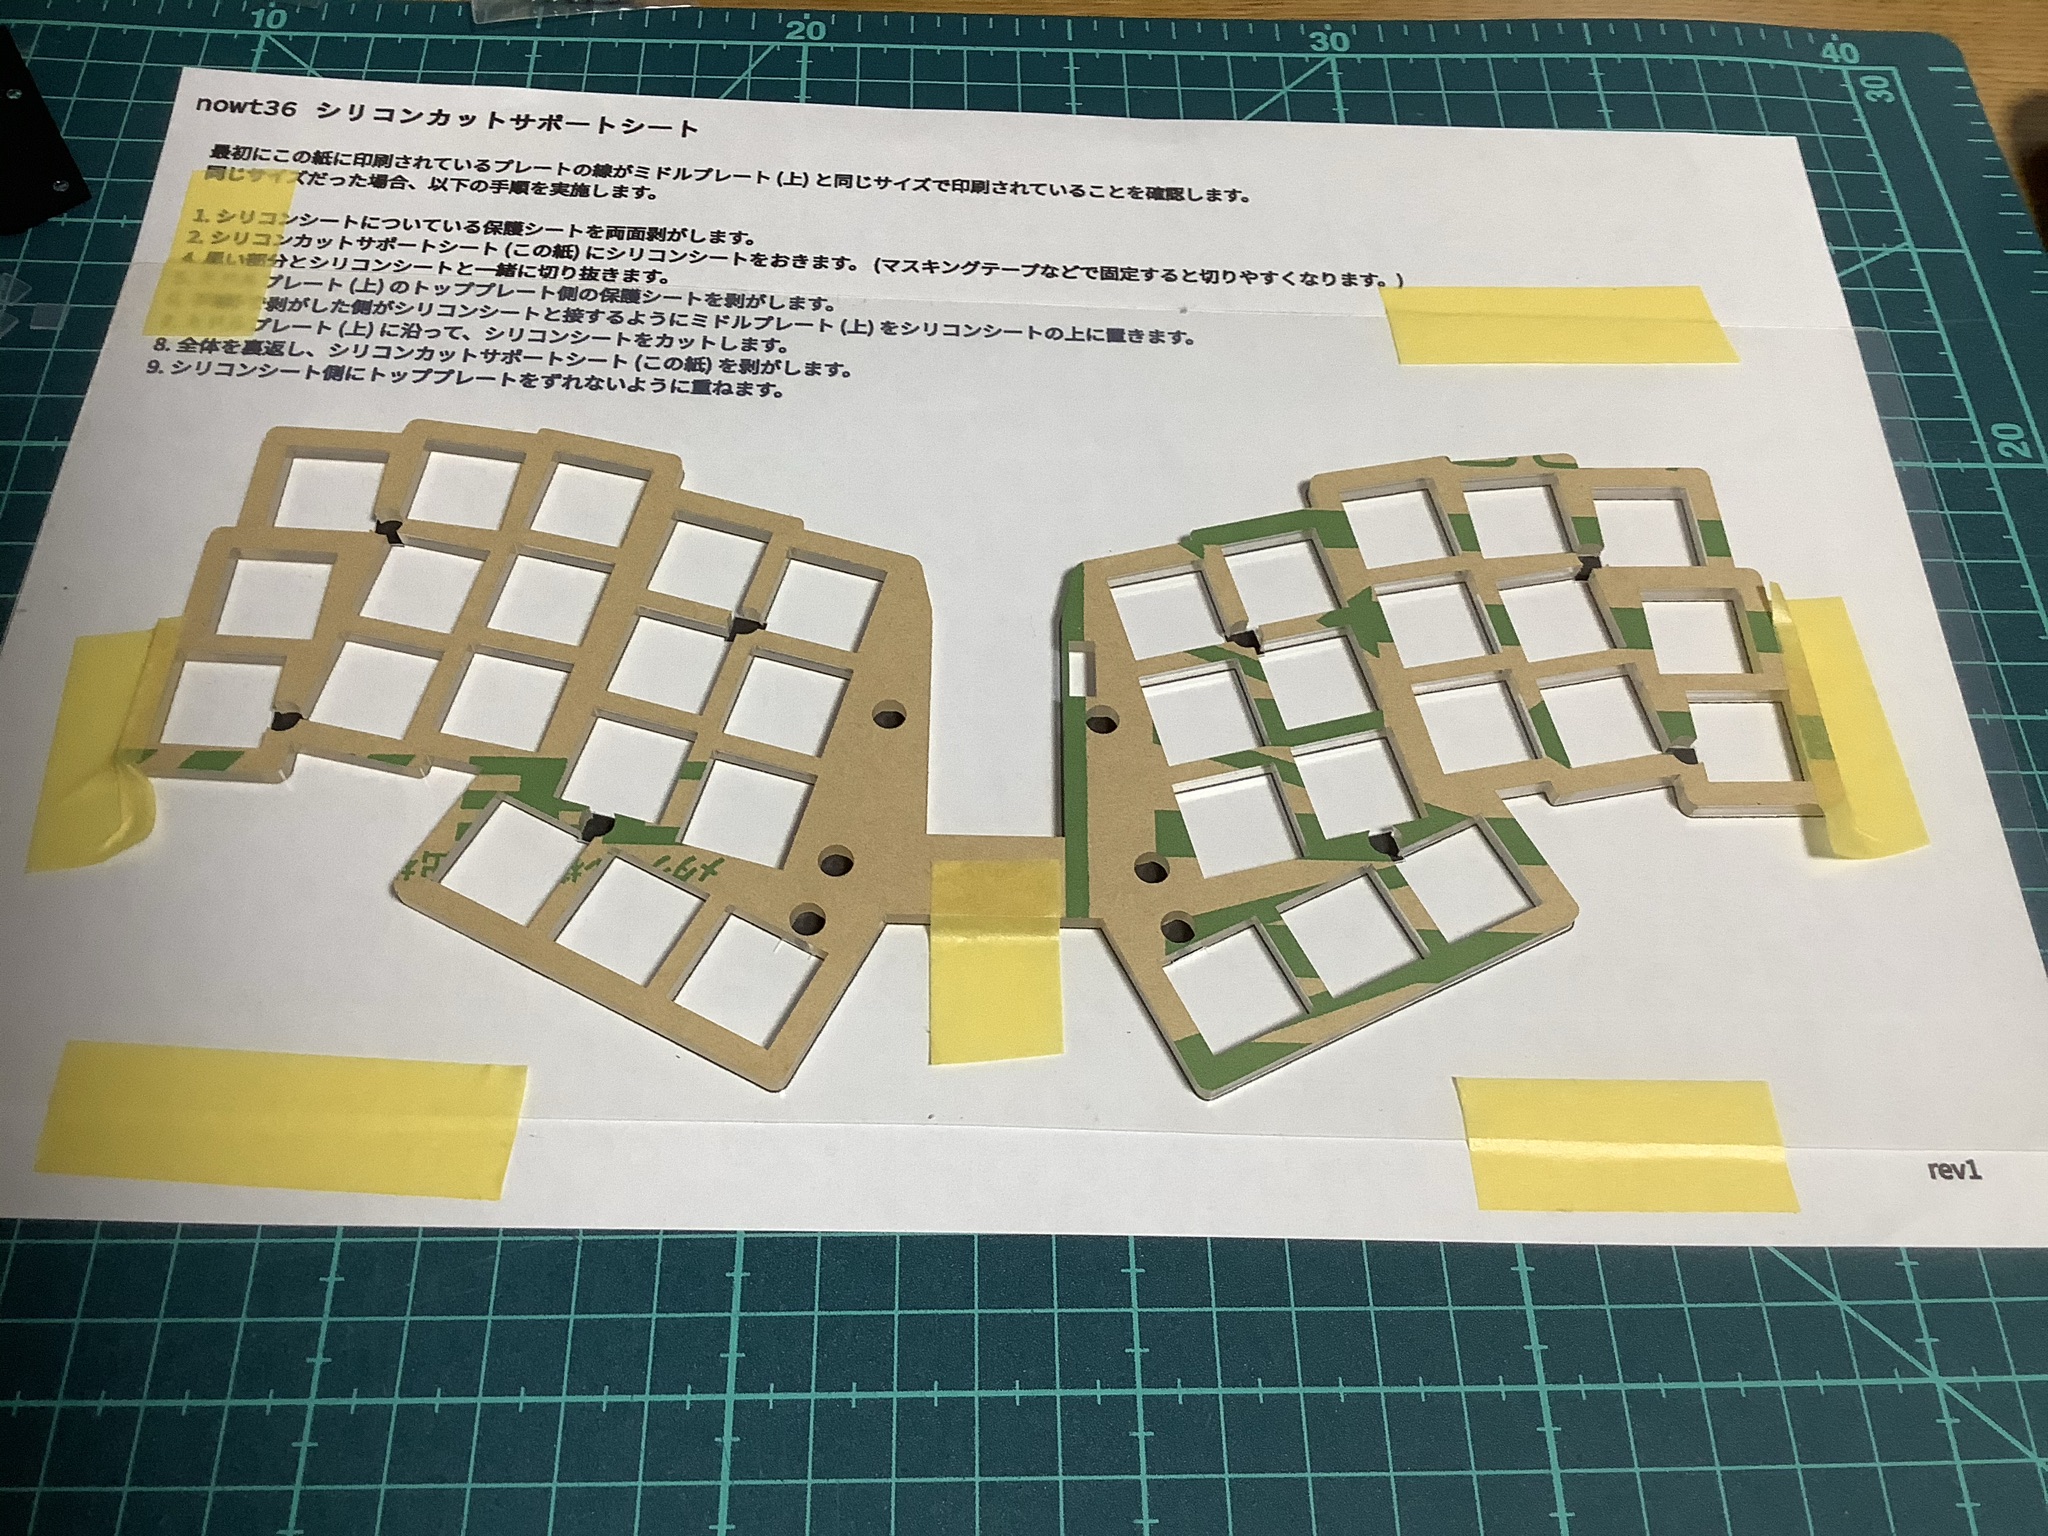 10
20
30
40
30
20
nowt36 シリコンカットサポートシート
最初にこの紙に印刷されているプレートの線がミドルプレート (上) と同じサイズで印刷されていることを確認します。
同じサイズだった場合、以下の手順を実施します。
1. シリコンシートについている保護シートを両面剥がします。
2. シリコンカットサポートシート (この紙) にシリコンシートをおきます。 (マスキングテープなどで固定すると切りやすくなります。)
4. 黒い部分とシリコンシートと一緒に切り抜きます。
プレート (上) のトッププレート側の保護シートを剥がします。
で剥がした側がシリコンシートと接するようにミドルプレート (上) をシリコンシートの上に置きます。
プレート (上) に沿って、シリコンシートをカットします。
8. 全体を裏返し、シリコンカットサポートシート (この紙) を剥がします。
9. シリコンシート側にトッププレートをずれないように重ねます。
rev1